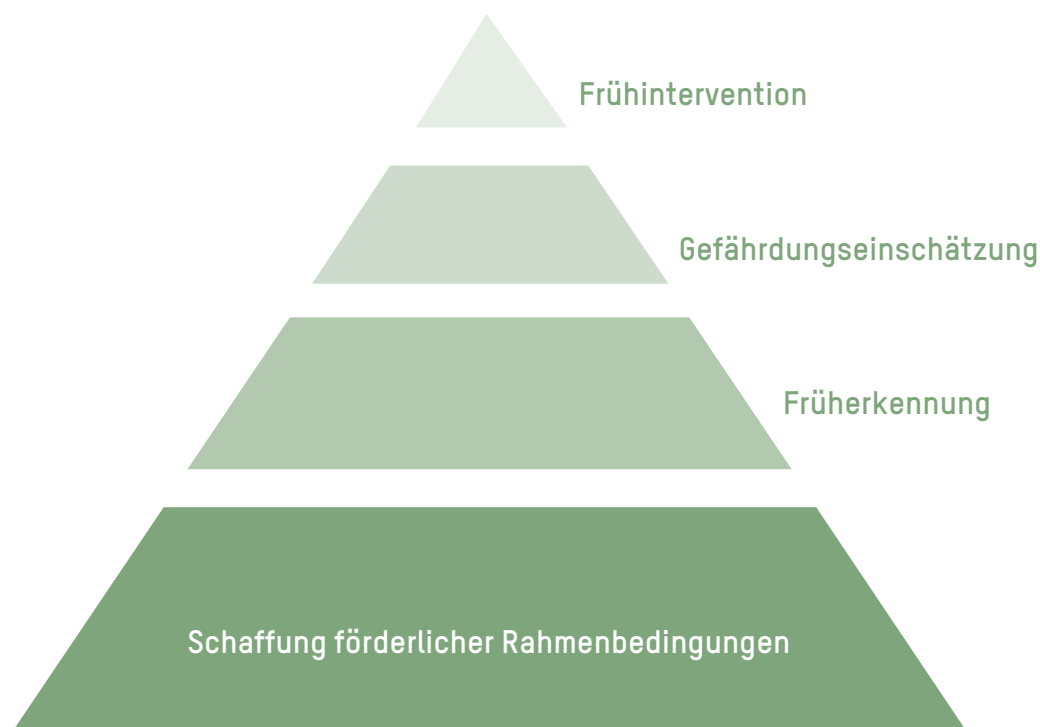 Frühintervention
Gefährdungseinschätzung
Früherkennung
Schaffung förderlicher Rahmenbedingungen